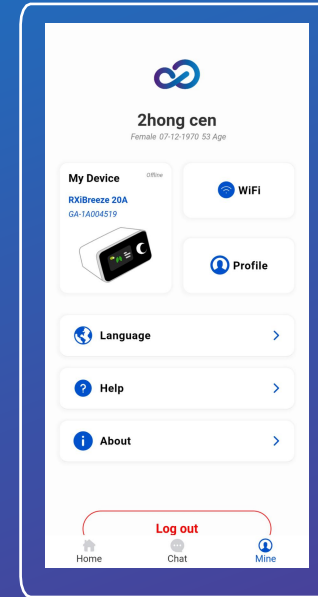 2hong cen
Female 07-12-1970 53 Age
My Device
Offline
RXiBreeze 20A
GA-1A004519
WiFi
Profile
Language
Help
About
Log out
Home
Chat
Mine